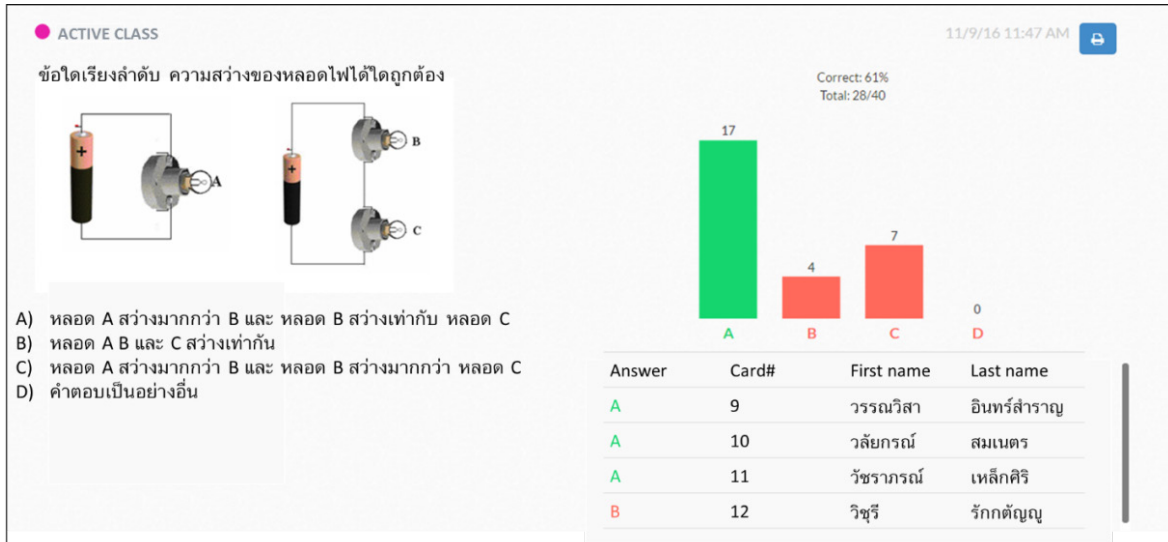 ACTIVE CLASS
11/9/16 11:47 AM
ข้อใดเรียงลำดับ ความสว่างของหลอดไฟได้ใดถูกต้อง
+
A
+
B
C
A) หลอด A สว่างมากกว่า B และ หลอด B สว่างเท่ากับ หลอด C
B) หลอด A B และ C สว่างเท่ากัน
C) หลอด A สว่างมากกว่า B และ หลอด B สว่างมากกว่า หลอด C
D) คำตอบเป็นอย่างอื่น
Correct: 61%
Total: 28/40
17
4
7
0
A B C D
Answer Card# First name Last name
A 9 วรรณวิสา อินทร์สำราญ
A 10 วลัยกรณ์ สมเนตร
A 11 วัชราภรณ์ เหล็กศิริ
B 12 วิชุรี รักกตัญญู